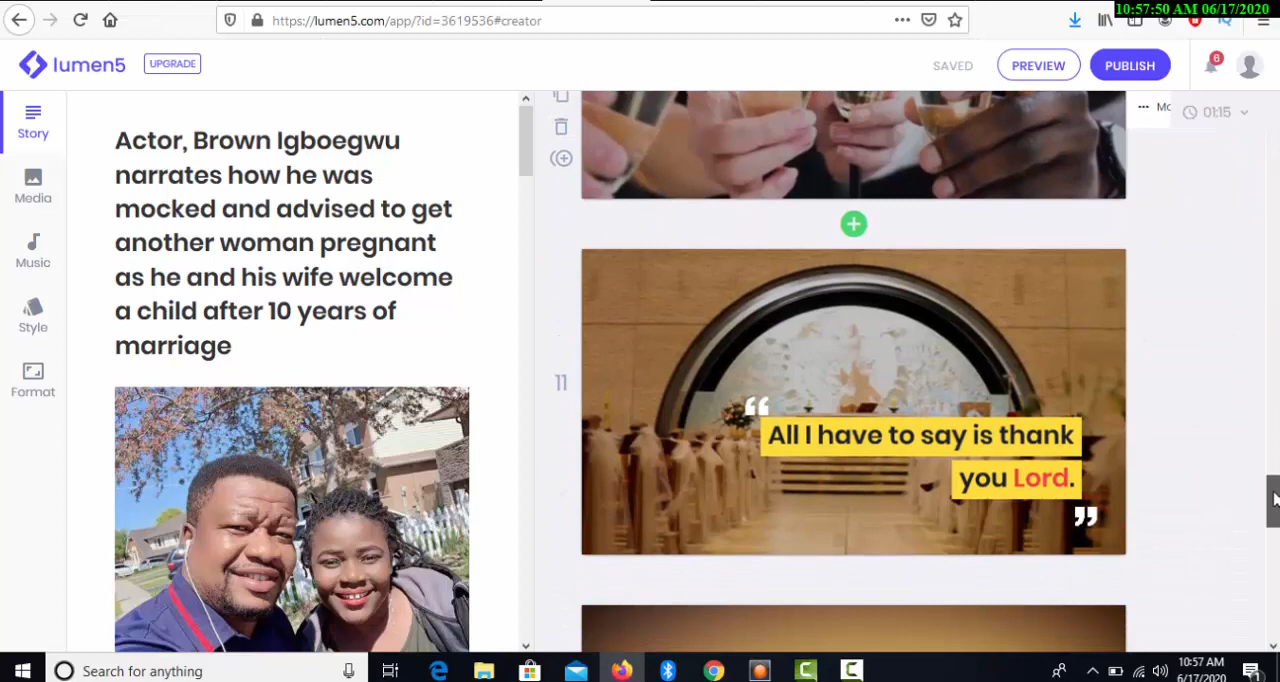 10:57:50 AM 06/17/2020
https://lumen5.com/app/?id=3619536#creator
lumen5
UPGRADE
SAVED
PREVIEW
PUBLISH
6
Story
Media
Music
Style
Format
Actor, Brown Igboegwu
narrates how he was
mocked and advised to get
another woman pregnant
as he and his wife welcome
a child after 10 years of
marriage
01:15
11
“
All I have to say is thank
you Lord.
”
Search for anything
10:57 AM
6/17/2020
1